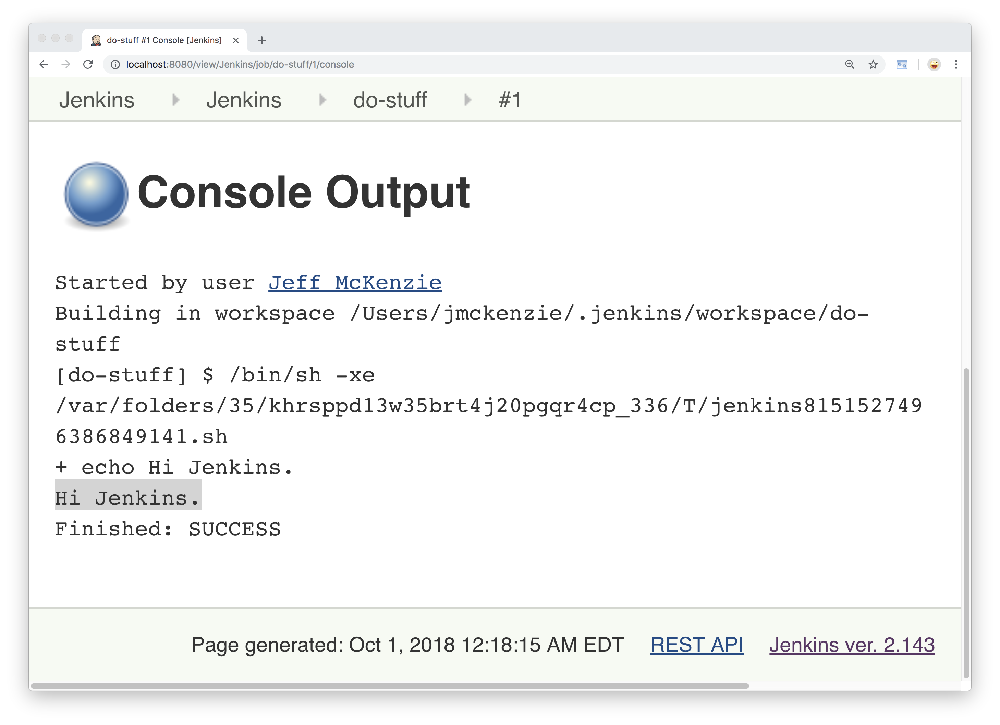 do-stuff #1 Console [Jenkins]
localhost:8080/view/Jenkins/job/do-stuff/1/console
Jenkins Jenkins do-stuff #1
Console Output
Started by user Jeff McKenzie
Building in workspace /Users/jmckenzie/.jenkins/workspace/do-
stuff
[do-stuff] $ /bin/sh -xe
/var/folders/35/khrsppd13w35brt4j20pgqr4cp_336/T/jenkins815152749
6386849141.sh
+ echo Hi Jenkins.
Hi Jenkins.
Finished: SUCCESS
Page generated: Oct 1, 2018 12:18:15 AM EDT REST API Jenkins ver. 2.143